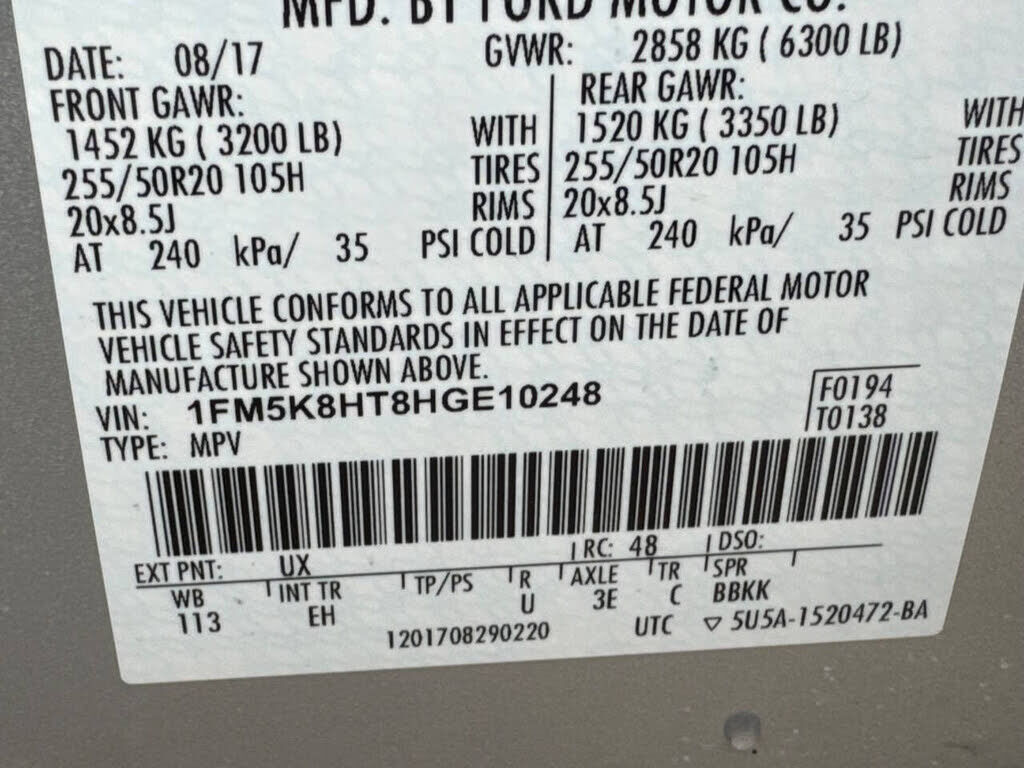 MFD. BY FORD MOTOR CO.
DATE: 08/17 GVWR: 2858 KG ( 6300 LB)
FRONT GAWR: REAR GAWR:
1452 KG ( 3200 LB) WITH 1520 KG ( 3350 LB) WITH
255/50R20 105H TIRES 255/50R20 105H TIRES
20x8.5J RIMS 20x8.5J RIMS
AT 240 kPa/ 35 PSI COLD AT 240 kPa/ 35 PSI COLD
THIS VEHICLE CONFORMS TO ALL APPLICABLE FEDERAL MOTOR
VEHICLE SAFETY STANDARDS IN EFFECT ON THE DATE OF
MANUFACTURE SHOWN ABOVE.
VIN: 1FM5K8HT8HGE10248 F0194
TYPE: MPV T0138
EXT PNT: UX RC: 48 DSO:
WB INT TR TP/PS R AXLE TR SPR
113 EH U 3E C BBKK
1201708290220 UTC ▽ 5U5A-1520472-BA